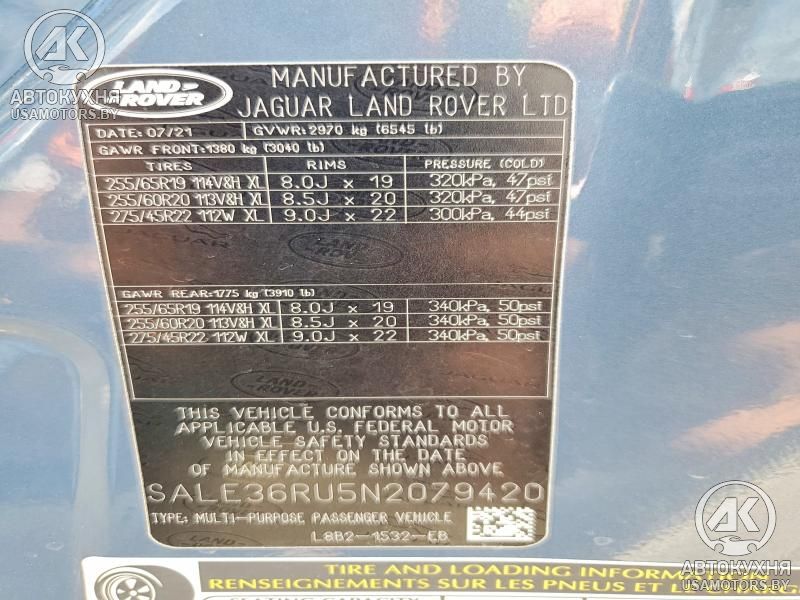 AK
АВТОКУХНЯ
USAMOTORS.BY
LAND ROVER
MANUFACTURED BY
JAGUAR LAND ROVER LTD
DATE: 07/21 GVWR: 2970 kg (6545 lb)
GAWR FRONT: 1380 kg (3040 lb)
TIRES RIMS PRESSURE (COLD)
255/65R19 114V&H XL 8.0J x 19 320kPa, 47psi
255/60R20 113V&H XL 8.5J x 20 320kPa, 47psi
275/45R22 112W XL 9.0J x 22 300kPa, 44psi
GAWR REAR: 1775 kg (3910 lb)
255/65R19 114V&H XL 8.0J x 19 340kPa, 50psi
255/60R20 113V&H XL 8.5J x 20 340kPa, 50psi
275/45R22 112W XL 9.0J x 22 340kPa, 50psi
THIS VEHICLE CONFORMS TO ALL
APPLICABLE U.S. FEDERAL MOTOR
VEHICLE SAFETY STANDARDS
IN EFFECT ON THE DATE
OF MANUFACTURE SHOWN ABOVE
SALE36RU5N2079420
TYPE: MULTI-PURPOSE PASSENGER VEHICLE
L8B2-1532-EB
AK
АВТОКУХНЯ
USAMOTORS.BY
TIRE AND LOADING INFORMATION
RENSEIGNEMENTS SUR LES PNEUS ET LE
SEATING CAPACITY